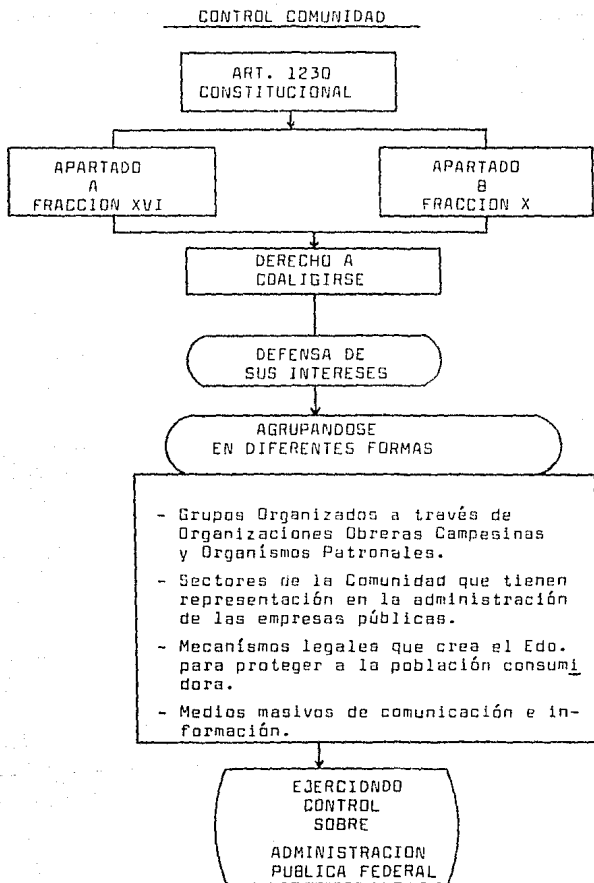 CONTROL COMUNIDAD
ART. 1230
CONSTITUCIONAL
APARTADO
A
FRACCION XVI
APARTADO
B
FRACCION X
DERECHO A
COALIGIRSE
DEFENSA DE
SUS INTERESES
AGRUPANDOSE
EN DIFERENTES FORMAS
- Grupos Organizados a través de
Organizaciones Obreras Campesinas
y Organísmos Patronales.
- Sectores de la Comunidad que tienen
representación en la administración
de las empresas públicas.
- Mecanísmos legales que crea el Edo.
para proteger a la población consumi
dora.
- Medios masivos de comunicación e in-
formación.
EJERCIDNDO
CONTROL
SOBRE
ADMINISTRACION
PUBLICA FEDERAL